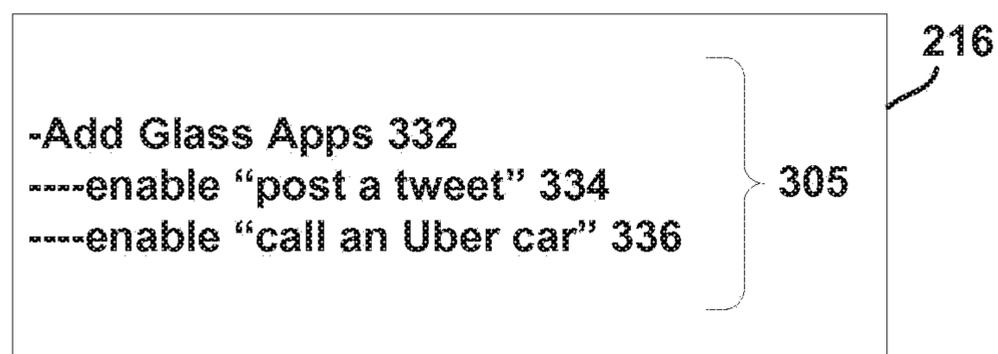 216
-Add Glass Apps 332
----enable “post a tweet” 334
305
----enable “call an Uber car” 336